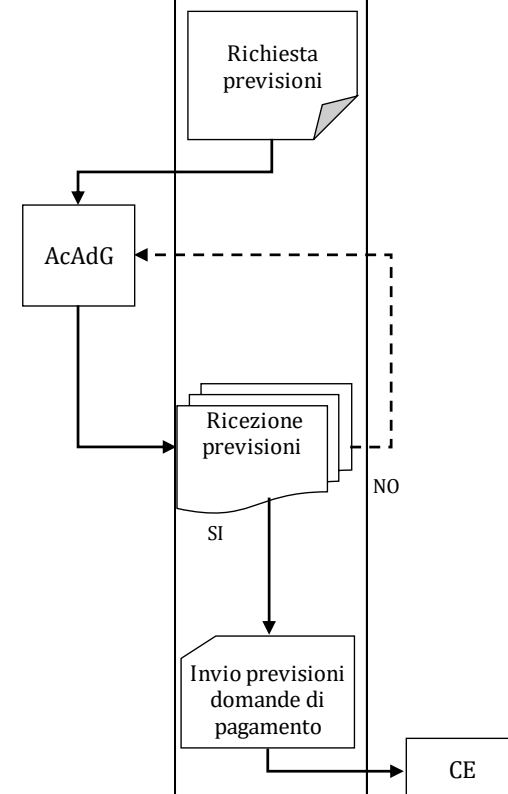 Richiesta
previsioni
AcAdG
Ricezione
previsioni
NO
SI
Invio previsioni
domande di
pagamento
CE